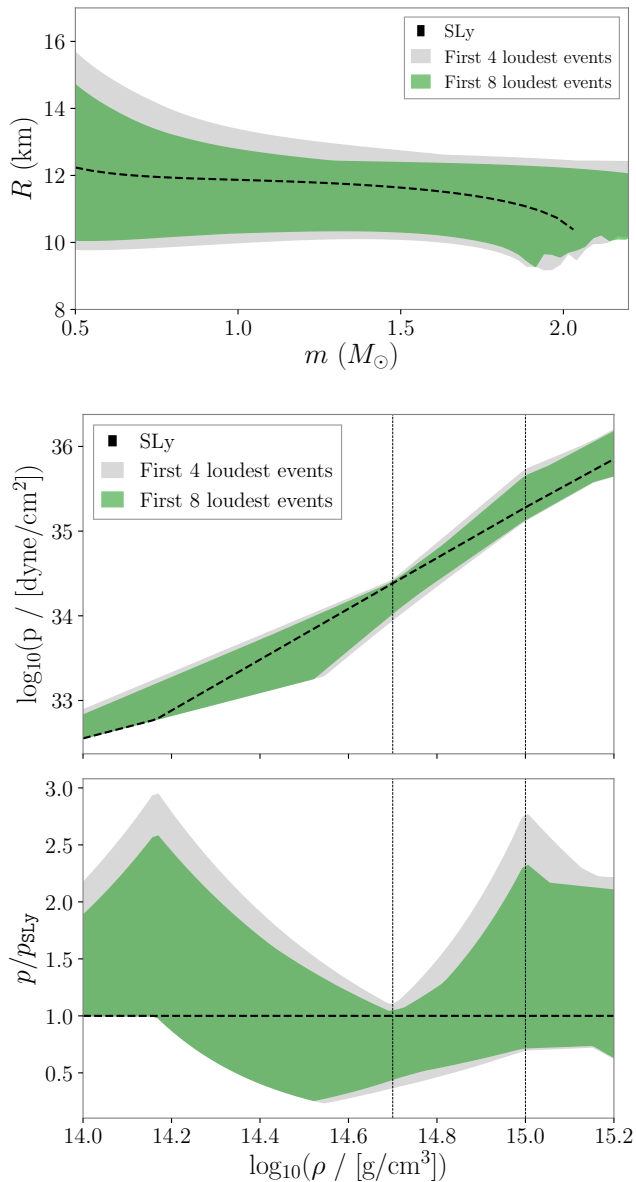 16
14
12
10
8
R (km)
SLy
First 4 loudest events
First 8 loudest events
0.5 1.0 1.5 2.0
m (M⊙)
36
35
34
33
log₁₀(p / [dyne/cm²])
SLy
First 4 loudest events
First 8 loudest events
3.0
2.5
2.0
1.5
1.0
0.5
p/pSLy
14.0 14.2 14.4 14.6 14.8 15.0 15.2
log₁₀(ρ / [g/cm³])